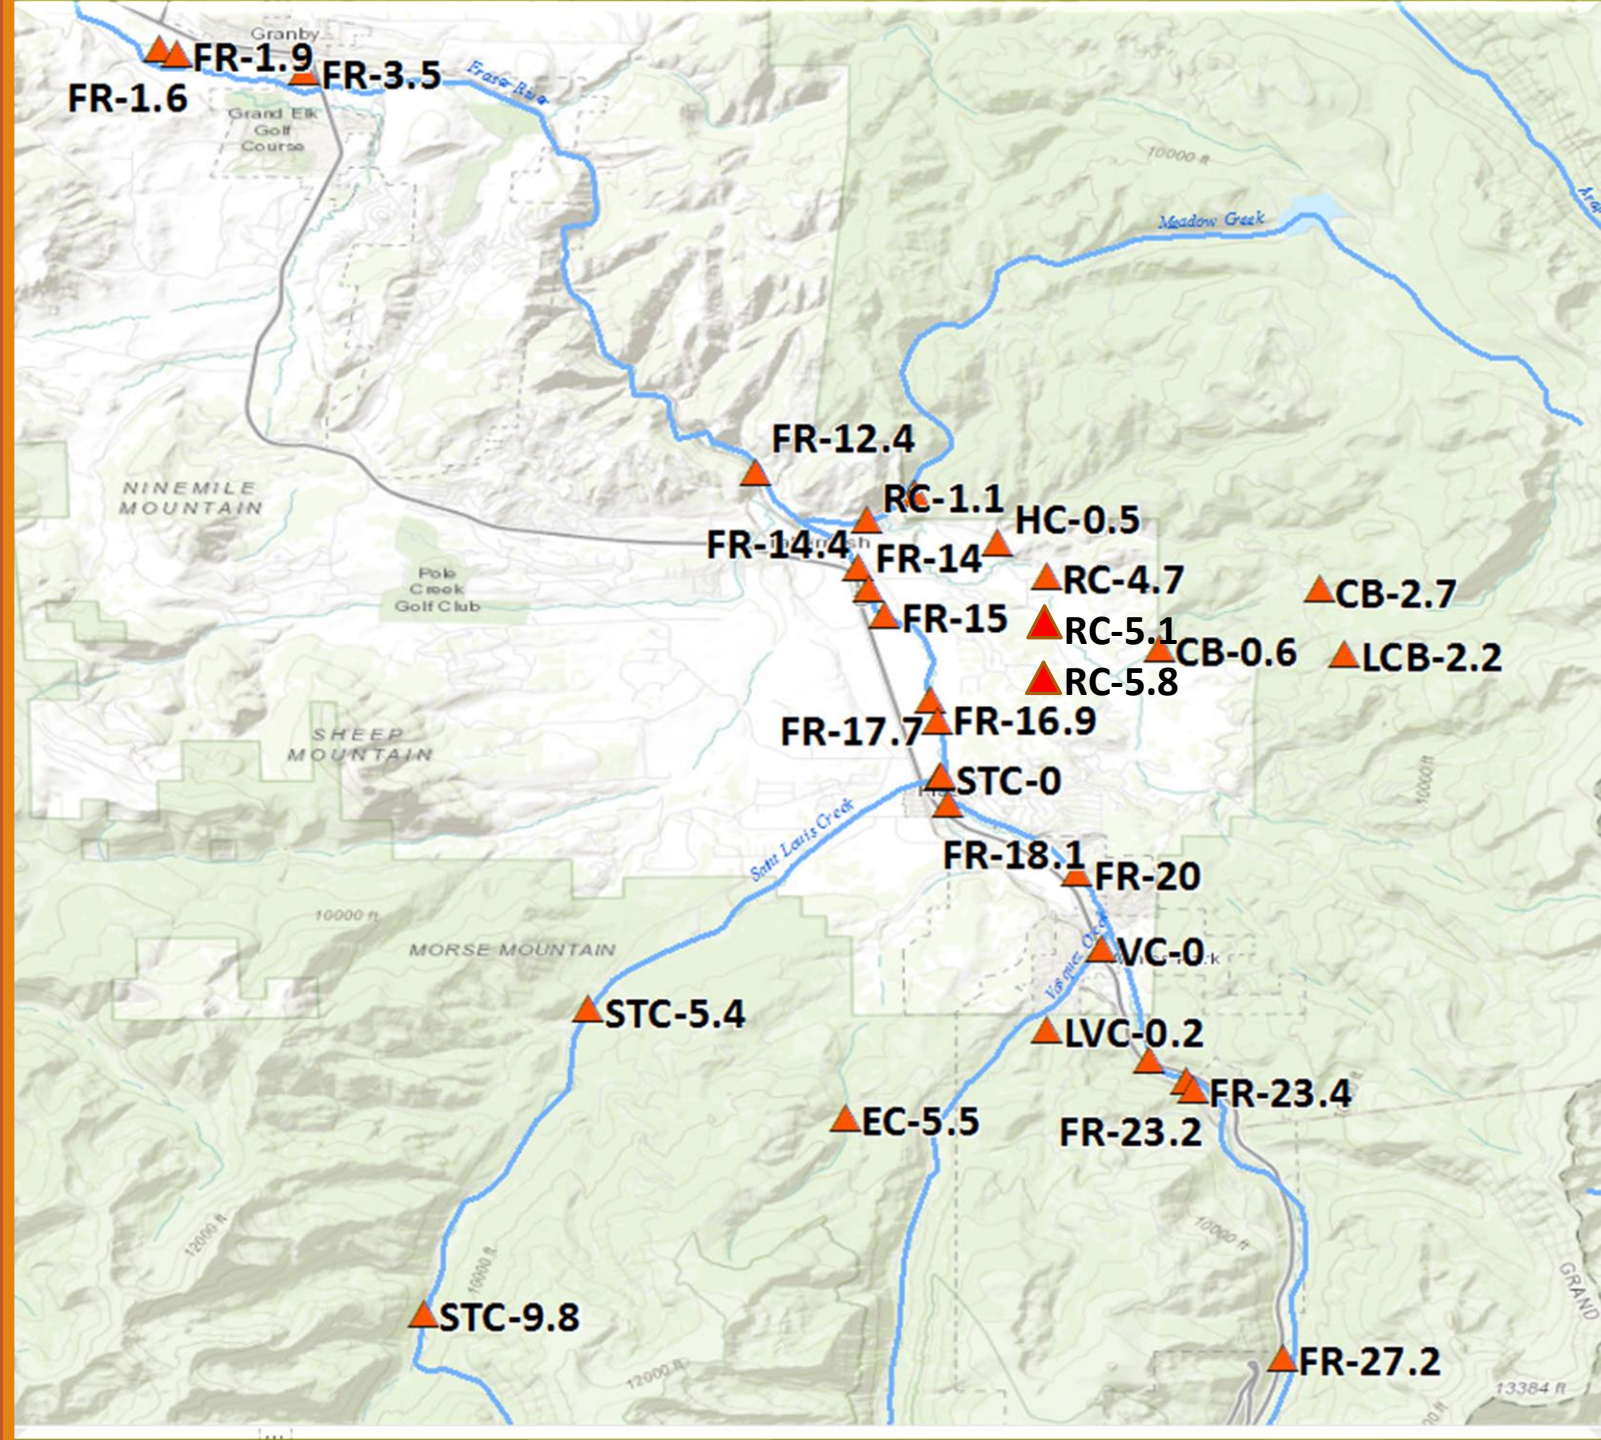 Granby
FR-1.9
FR-3.5
FR-1.6
Fraser River
Grand Elk
Golf
Course
10000 ft
Meadow Creek
FR-12.4
NINEMILE
MOUNTAIN
RC-1.1
HC-0.5
FR-14.4
FR-14
Pole
Creek
Golf Club
RC-4.7
CB-2.7
FR-15
RC-5.1
CB-0.6
LCB-2.2
RC-5.8
FR-17.7
FR-16.9
SHEEP
MOUNTAIN
10000 ft
STC-0
Saint Louis Creek
FR-18.1
FR-20
10000 ft
MORSE MOUNTAIN
VC-0
Vasquez Creek
STC-5.4
LVC-0.2
FR-23.4
EC-5.5
FR-23.2
12000 ft
10000 ft
10000 ft
GRAND
STC-9.8
FR-27.2
12000 ft
13384 ft